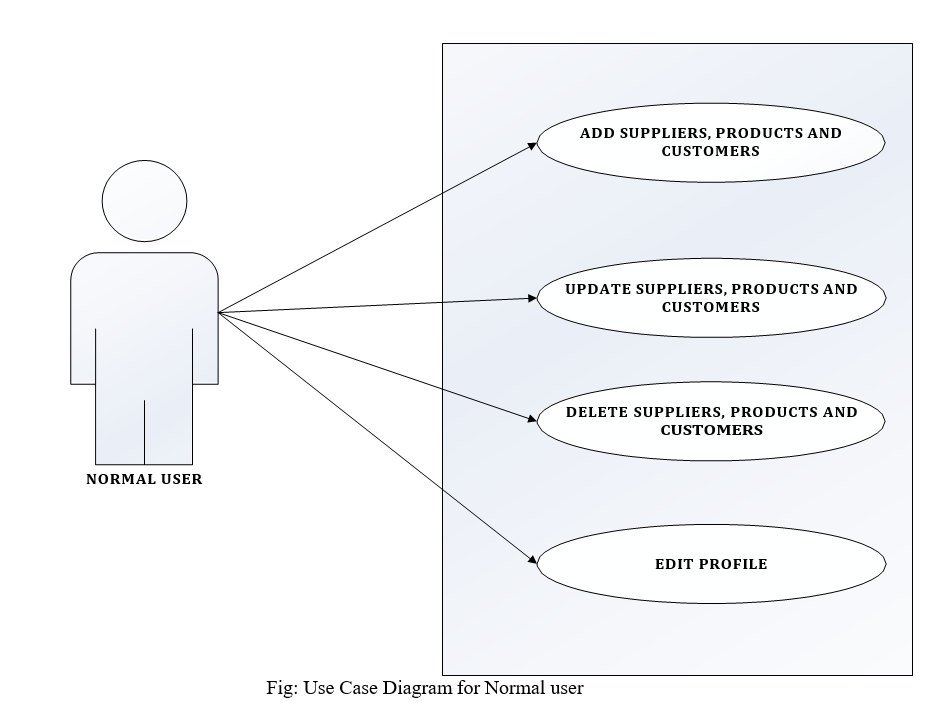 ADD SUPPLIERS, PRODUCTS AND
CUSTOMERS
UPDATE SUPPLIERS, PRODUCTS AND
CUSTOMERS
DELETE SUPPLIERS, PRODUCTS AND
CUSTOMERS
NORMAL USER
EDIT PROFILE
Fig: Use Case Diagram for Normal user